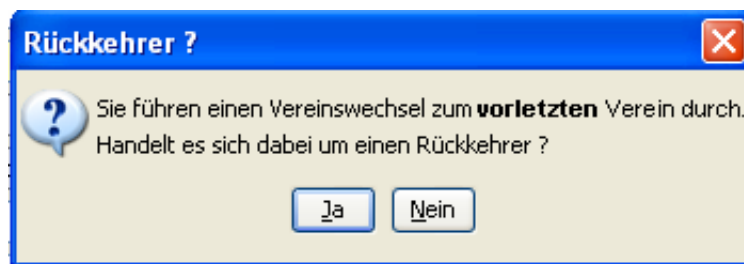 Rückkehrer ?
Sie führen einen Vereinswechsel zum vorletzten Verein durch.
Handelt es sich dabei um einen Rückkehrer ?
Ja Nein